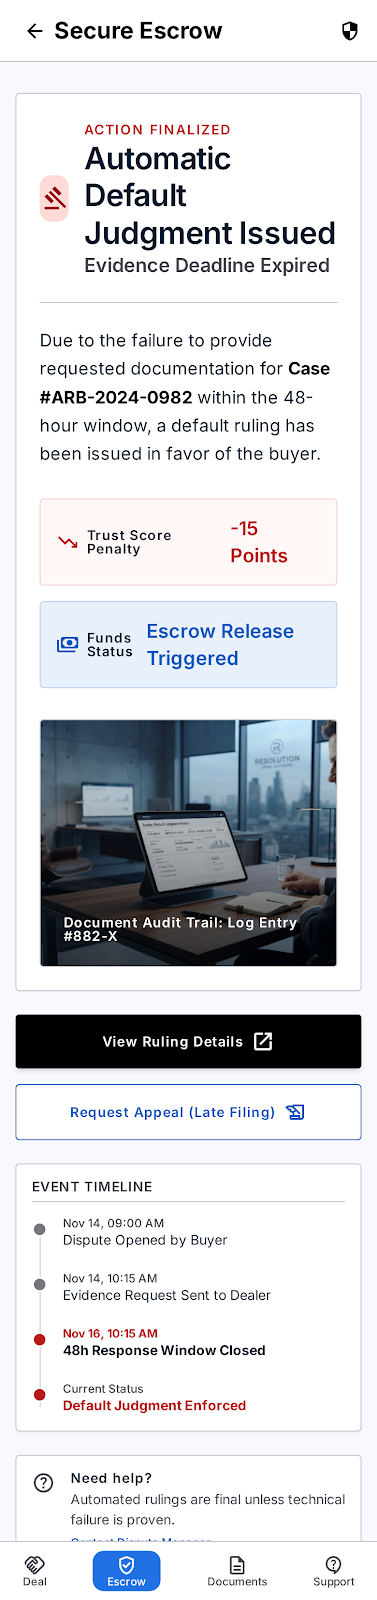 Secure Escrow
ACTION FINALIZED
Automatic
Default
Judgment Issued
Evidence Deadline Expired
Due to the failure to provide
requested documentation for Case
#ARB-2024-0982 within the 48-
hour window, a default ruling has
been issued in favor of the buyer.
Trust Score
Penalty
-15
Points
Funds
Status
Escrow Release
Triggered
RESOLUTION
Document Audit Trail: Log Entry
#882-X
View Ruling Details
Request Appeal (Late Filing)
EVENT TIMELINE
Nov 14, 09:00 AM
Dispute Opened by Buyer
Nov 14, 10:15 AM
Evidence Request Sent to Dealer
Nov 16, 10:15 AM
48h Response Window Closed
Current Status
Default Judgment Enforced
Need help?
Automated rulings are final unless technical
failure is proven.
Contact Dispute Manager
Deal
Escrow
Documents
Support